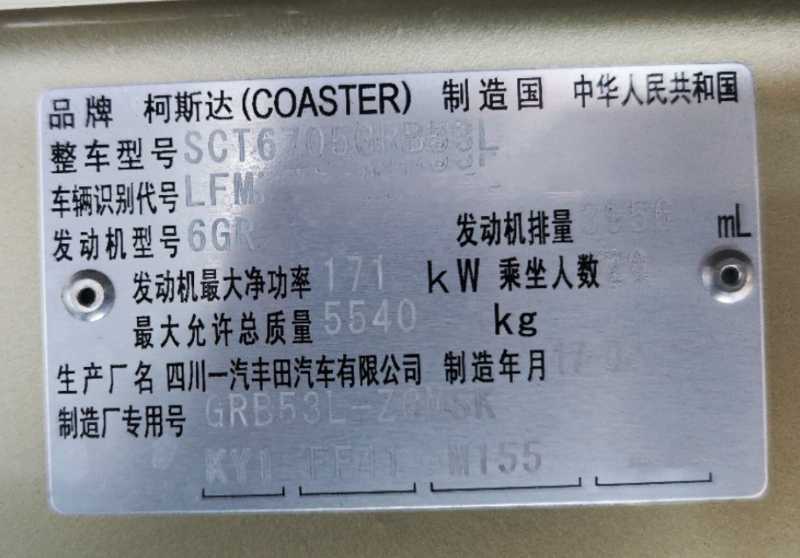 品牌 柯斯达(COASTER) 制造国 中华人民共和国
整车型号 SCT6705GRB53L
车辆识别代号 LFM
发动机型号 6GR 发动机排量 mL
发动机最大净功率 171 kW 乘坐人数
最大允许总质量 5540 kg
生产厂名 四川一汽丰田汽车有限公司 制造年月
制造厂专用号
KY1 FF41 M155